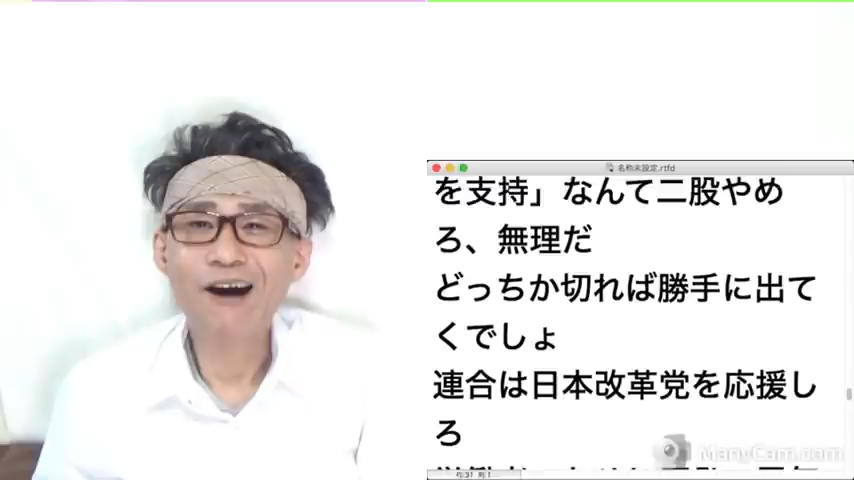 名称未設定.rtfd
を支持」なんて二股やめ
ろ、無理だ
どっちか切れば勝手に出て
くでしょ
連合は日本改革党を応援し
ろ
ManyCam.com